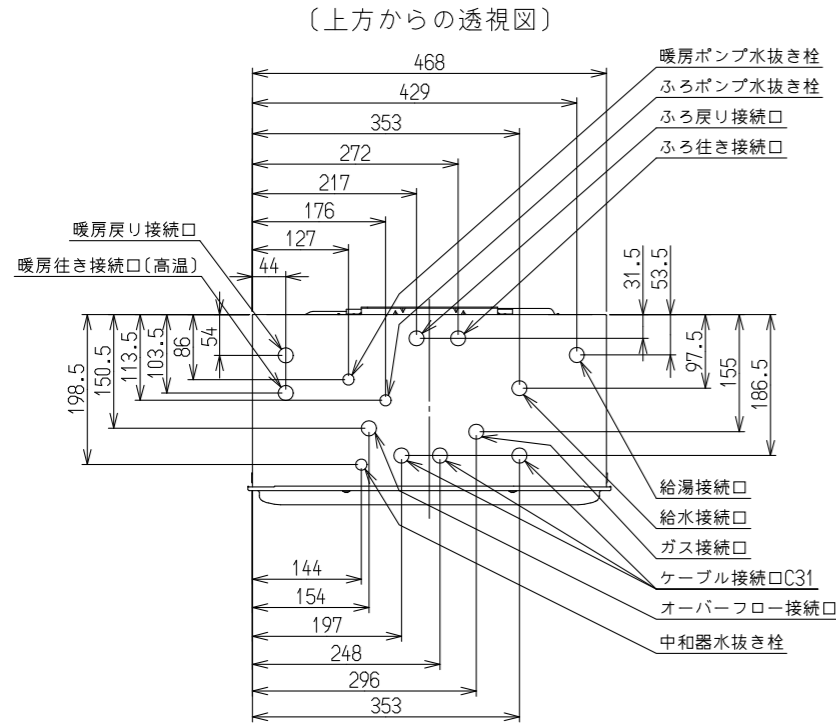 〔上方からの透視図〕
暖房ポンプ水抜き栓
468
ふろポンプ水抜き栓
429
ふろ戻り接続口
353
ふろ往き接続口
272
217
176
暖房戻り接続口
127
暖房往き接続口(高温)
44
31.5
53.5
54
86
103.5
113.5
150.5
198.5
97.5
155
186.5
給湯接続口
給水接続口
ガス接続口
144
ケーブル接続口C31
154
オーバーフロー接続口
197
中和器水抜き栓
248
296
353